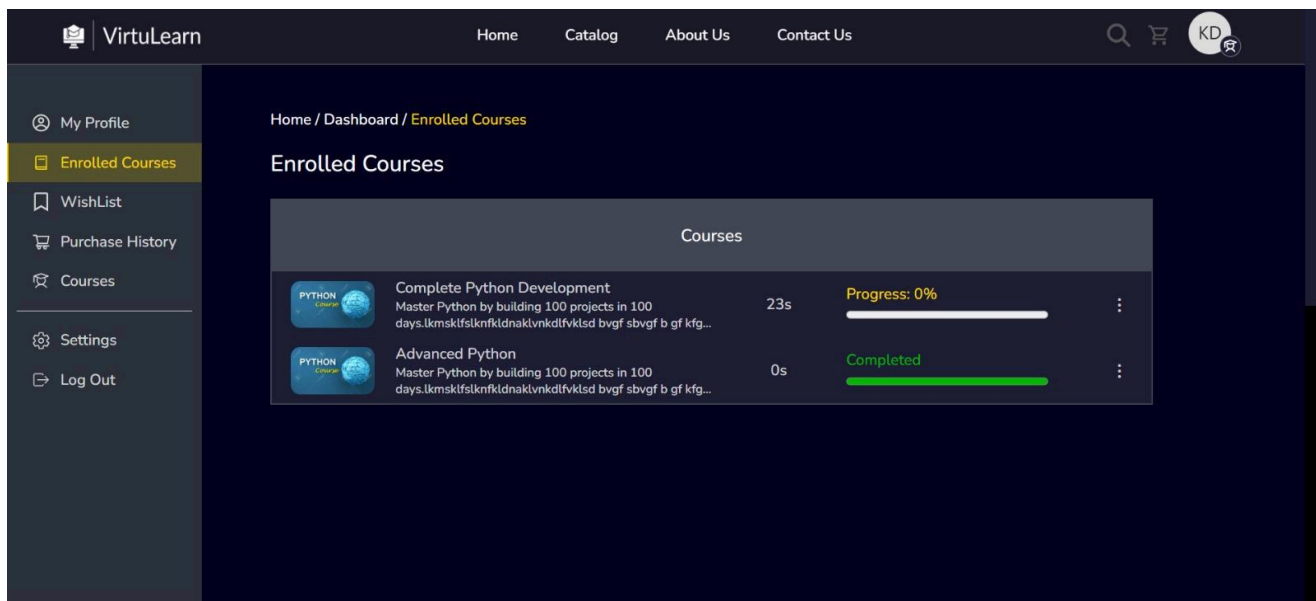 VirtuLearn
Home Catalog About Us Contact Us
KD
My Profile
Enrolled Courses
WishList
Purchase History
Courses
Settings
Log Out
Home / Dashboard / Enrolled Courses
Enrolled Courses
Courses
PYTHON
Course
Complete Python Development
Master Python by building 100 projects in 100
days.lkmsklfslknfkldnaklvnkdlfvklsd bvgf sbvgf b gf kfg...
23s
Progress: 0%
PYTHON
Course
Advanced Python
Master Python by building 100 projects in 100
days.lkmsklfslknfkldnaklvnkdlfvklsd bvgf sbvgf b gf kfg...
0s
Completed